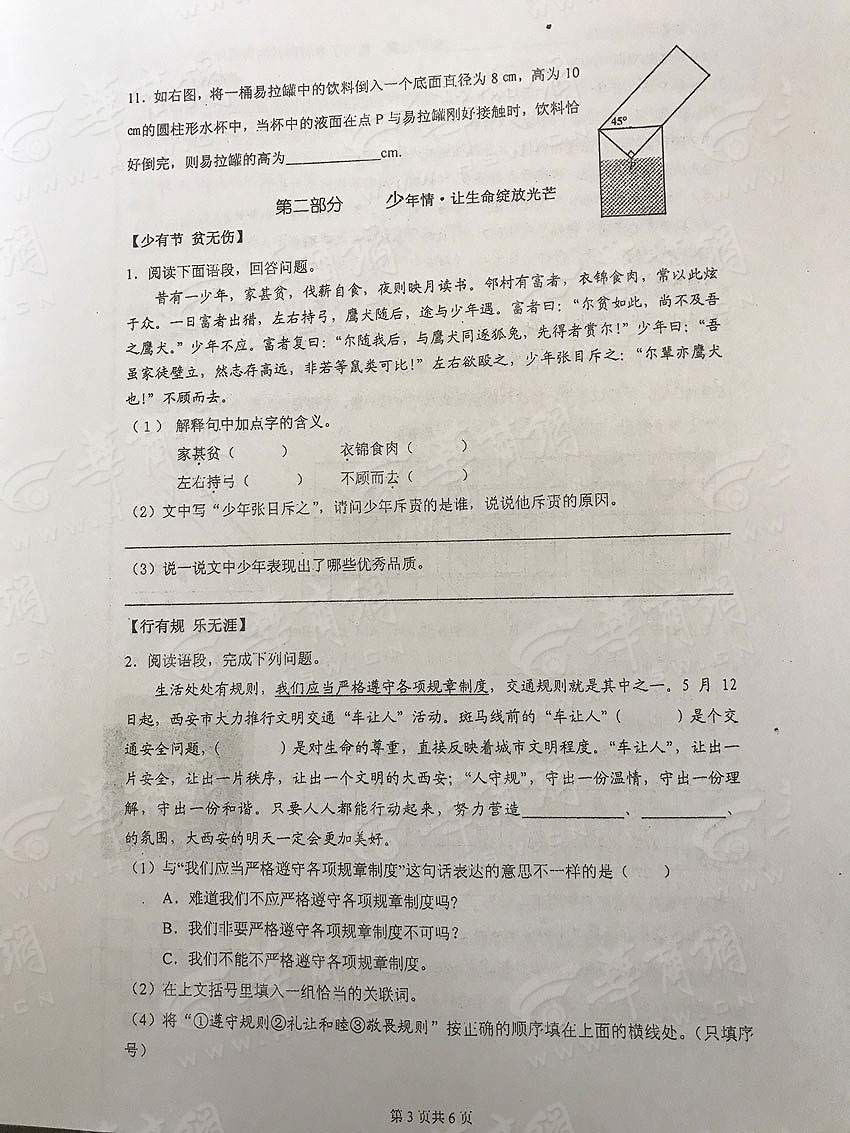 11. 如右图，将一桶易拉罐中的饮料倒入一个底面直径为 8 cm，高为 10
cm的圆柱形水杯中，当杯中的液面在点 P 与易拉罐刚好接触时，饮料恰
好倒完，则易拉罐的高为____________cm.
45°
P
第二部分 少年情·让生命绽放光芒
【少有节 贫无伤】
1．阅读下面语段，回答问题。
昔有一少年，家甚贫，伐薪自食，夜则映月读书。邻村有富者，衣锦食肉，常以此炫
于众。一日富者出猎，左右持弓，鹰犬随后，途与少年遇。富者曰：“尔贫如此，尚不及吾
之鹰犬。”少年不应。富者复曰：“尔随我后，与鹰犬同逐狐兔，先得者赏尔！”少年曰：“吾
虽家徒壁立，然志存高远，非若等鼠类可比！”左右欲殴之，少年张目斥之：“尔辈亦鹰犬
也！”不顾而去。
（1） 解释句中加点字的含义。
家甚贫（ ） 衣锦食肉（ ）
左右持弓（ ） 不顾而去（ ）
（2）文中写“少年张目斥之”，请问少年斥责的是谁，说说他斥责的原因。
（3）说一说文中少年表现出了哪些优秀品质。
【行有规 乐无涯】
2．阅读语段，完成下列问题。
生活处处有规则，我们应当严格遵守各项规章制度，交通规则就是其中之一。5 月 12
日起，西安市大力推行文明交通“车让人”活动。斑马线前的“车让人”（ ）是个交
通安全问题，（ ）是对生命的尊重，直接反映着城市文明程度。“车让人”，让出一
片安全，让出一片秩序，让出一个文明的大西安；“人守规”，守出一份温情，守出一份理
解，守出一份和谐。只要人人都能行动起来，努力营造____________、__________、
的氛围，大西安的明天一定会更加美好。
（1）与“我们应当严格遵守各项规章制度”这句话表达的意思不一样的是（ ）
A．难道我们不应严格遵守各项规章制度吗？
B．我们非要严格遵守各项规章制度不可吗？
C．我们不能不严格遵守各项规章制度。
（2）在上文括号里填入一组恰当的关联词。
（4）将“①遵守规则②礼让和睦③敬畏规则”按正确的顺序填在上面的横线处。（只填序
号）
第 3 页共 6 页